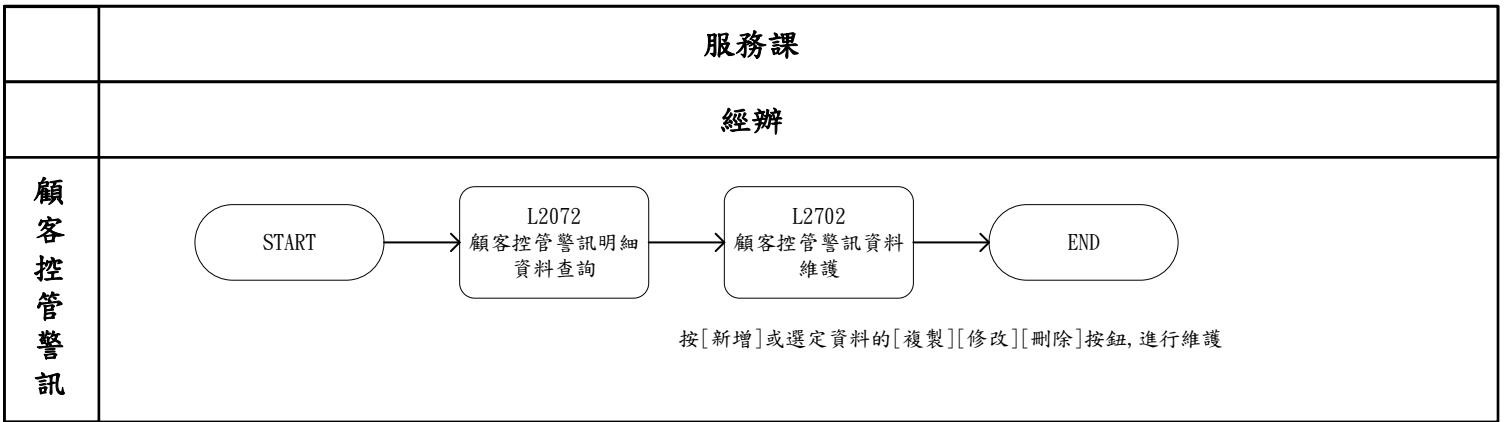 服務課
經辦
顧客控管警訊
START
L2072
顧客控管警訊明細
資料查詢
L2702
顧客控管警訊資料
維護
END
按[新增]或選定資料的[複製][修改][刪除]按鈕,進行維護